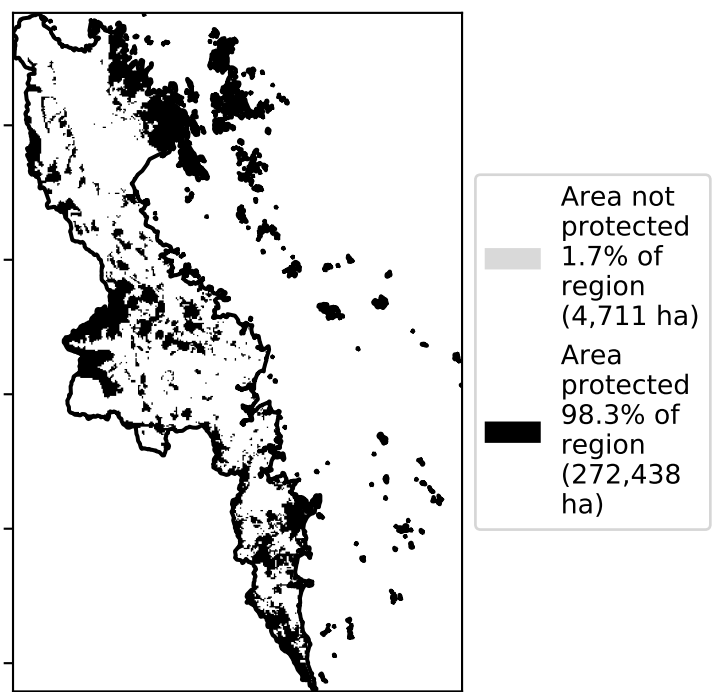 Area not
protected
1.7% of
region
(4,711 ha)
Area
protected
98.3% of
region
(272,438
ha)